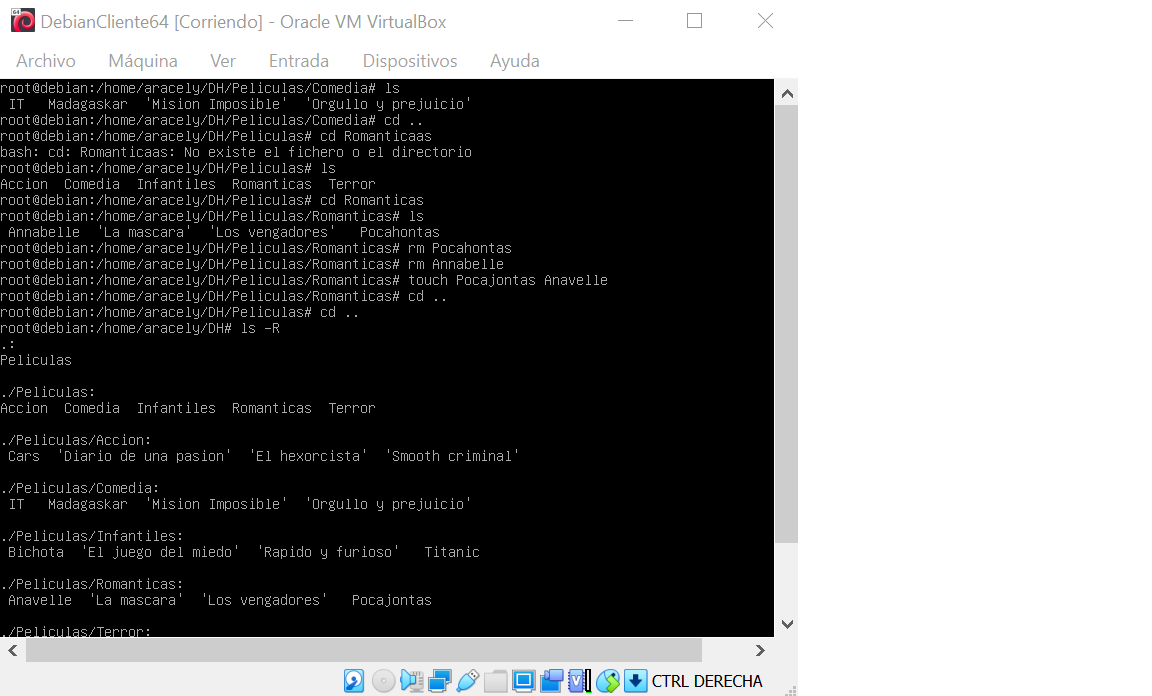 64
DebianCliente64 [Corriendo] - Oracle VM VirtualBox
Archivo Máquina Ver Entrada Dispositivos Ayuda
root@debian:/home/aracely/DH/Peliculas/Comedia# ls
 IT   Madagaskar  'Mision Imposible'  'Orgullo y prejuicio'
root@debian:/home/aracely/DH/Peliculas/Comedia# cd ..
root@debian:/home/aracely/DH/Peliculas# cd Romanticaas
bash: cd: Romanticaas: No existe el fichero o el directorio
root@debian:/home/aracely/DH/Peliculas# ls
Accion  Comedia  Infantiles  Romanticas  Terror
root@debian:/home/aracely/DH/Peliculas# cd Romanticas
root@debian:/home/aracely/DH/Peliculas/Romanticas# ls
 Annabelle  'La mascara'  'Los vengadores'   Pocahontas
root@debian:/home/aracely/DH/Peliculas/Romanticas# rm Pocahontas
root@debian:/home/aracely/DH/Peliculas/Romanticas# rm Annabelle
root@debian:/home/aracely/DH/Peliculas/Romanticas# touch Pocajontas Anavelle
root@debian:/home/aracely/DH/Peliculas/Romanticas# cd ..
root@debian:/home/aracely/DH/Peliculas# cd ..
root@debian:/home/aracely/DH# ls -R
.:
Peliculas
./Peliculas:
Accion  Comedia  Infantiles  Romanticas  Terror
./Peliculas/Accion:
 Cars  'Diario de una pasion'  'El hexorcista'  'Smooth criminal'
./Peliculas/Comedia:
 IT   Madagaskar  'Mision Imposible'  'Orgullo y prejuicio'
./Peliculas/Infantiles:
 Bichota  'El juego del miedo'  'Rapido y furioso'   Titanic
./Peliculas/Romanticas:
 Anavelle  'La mascara'  'Los vengadores'   Pocajontas
./Peliculas/Terror:
V CTRL DERECHA